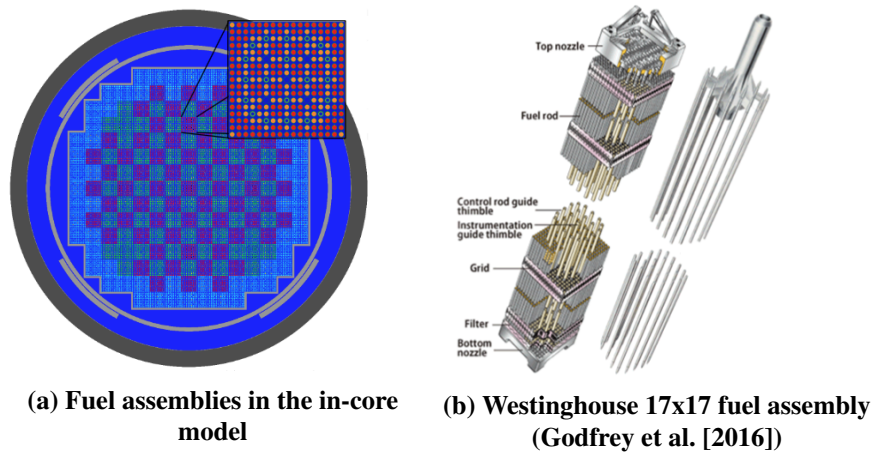 Top nozzle
Fuel rod
Control rod guide
thimble
Instrumentation
guide thimble
Grid
Filter
Bottom
nozzle
(a) Fuel assemblies in the in-core
model
(b) Westinghouse 17x17 fuel assembly
(Godfrey et al. [2016])